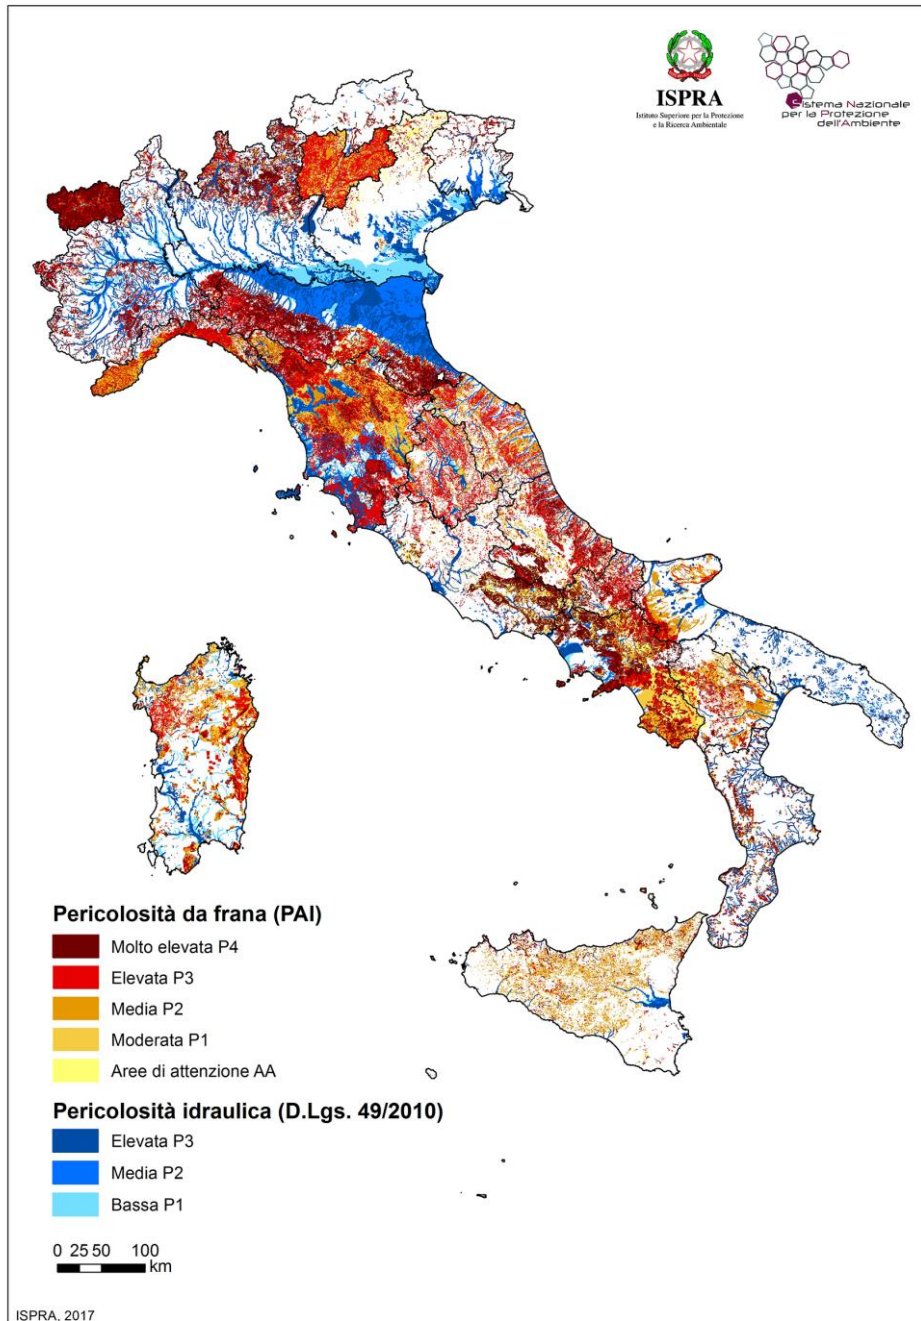 ISPRA
Istituto Superiore per la Protezione
e la Ricerca Ambientale
Sistema Nazionale
per la Protezione
dell'Ambiente
Pericolosità da frana (PAI)
Molto elevata P4
Elevata P3
Media P2
Moderata P1
Aree di attenzione AA
Pericolosità idraulica (D.Lgs. 49/2010)
Elevata P3
Media P2
Bassa P1
0 25 50 100
km
ISPRA, 2017